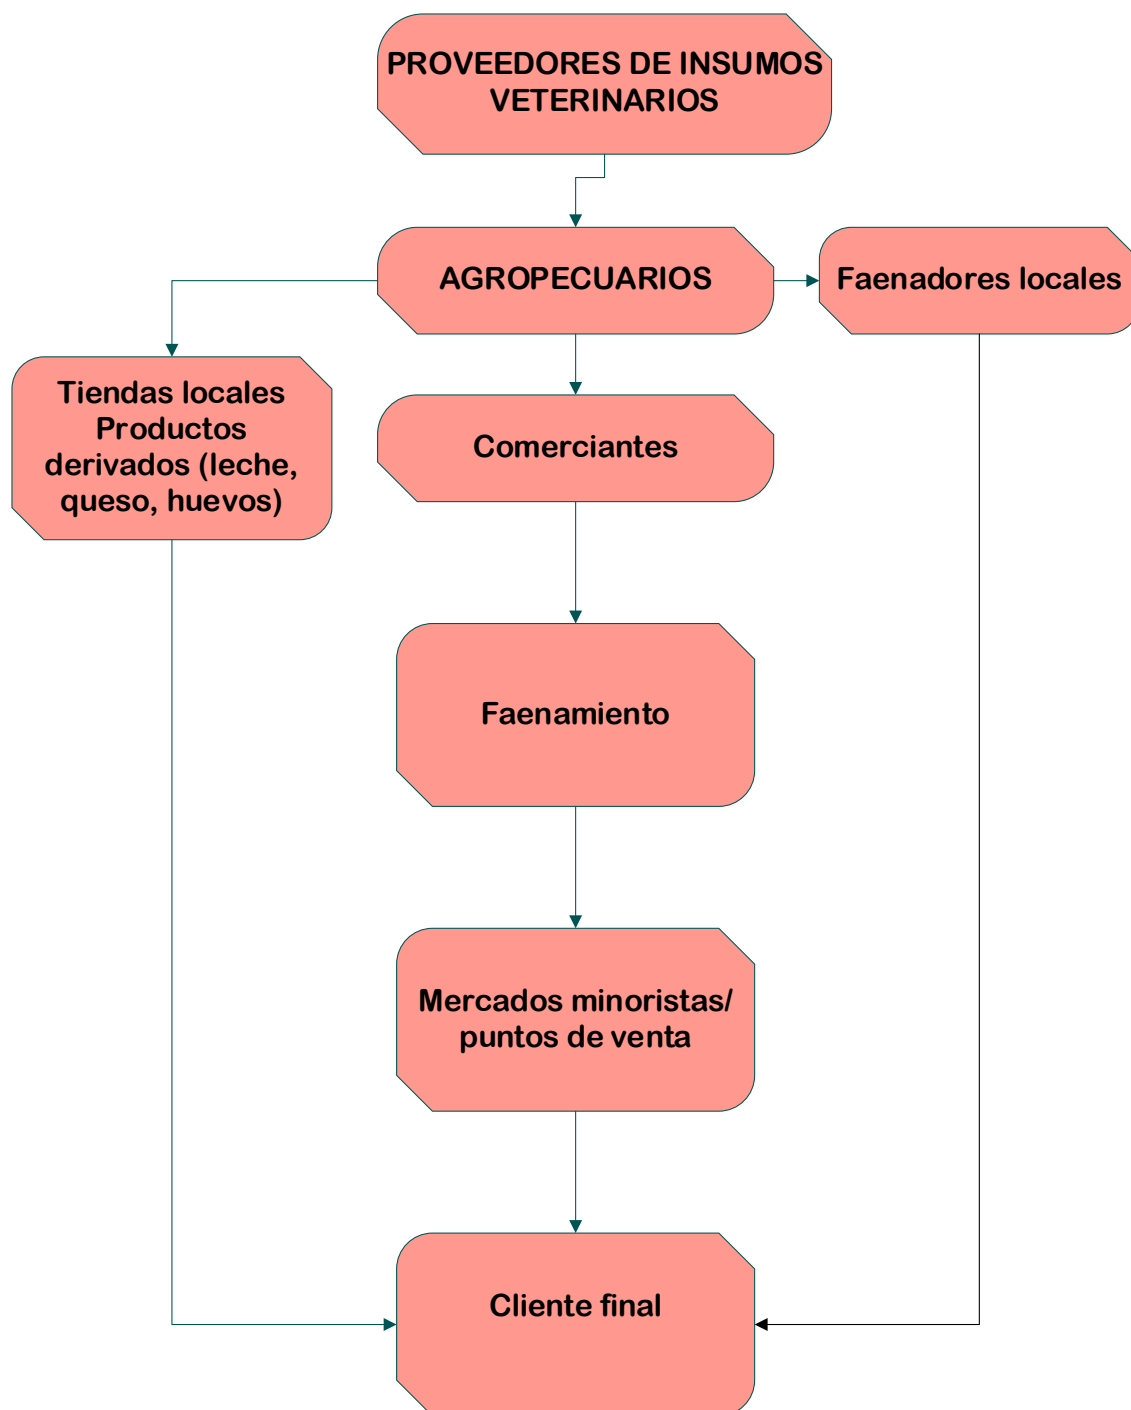 PROVEEDORES DE INSUMOS
VETERINARIOS
AGROPECUARIOS
Faenadores locales
Tiendas locales
Productos
derivados (leche,
queso, huevos)
Comerciantes
Faenamiento
Mercados minoristas/
puntos de venta
Cliente final